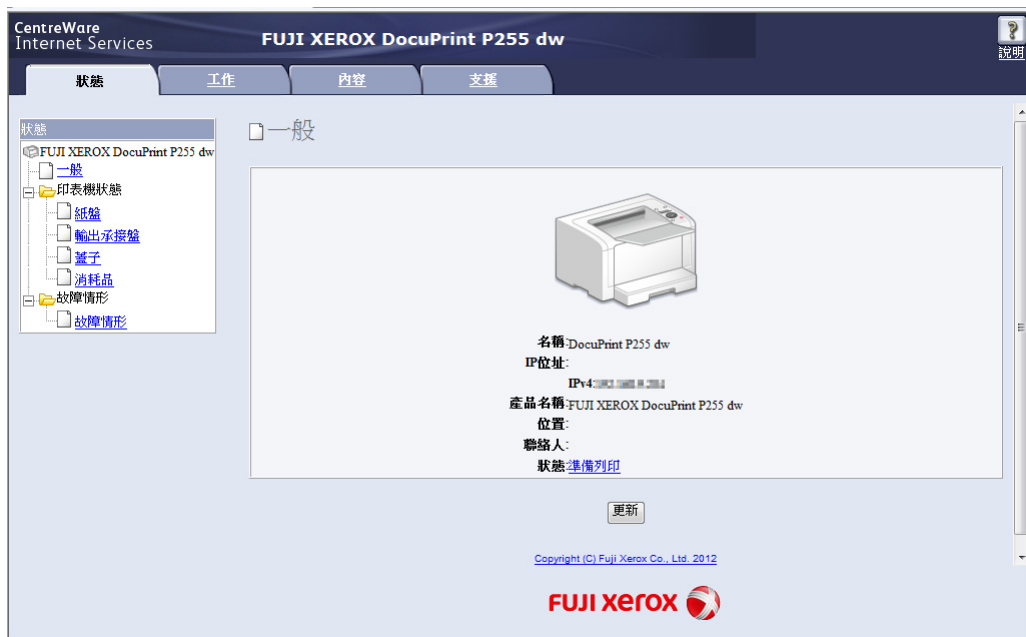 CentreWare
Internet Services
FUJI XEROX DocuPrint P255 dw
說明
狀態
工作
內容
支援
狀態
FUJI XEROX DocuPrint P255 dw
一般
印表機狀態
紙盤
輸出承接盤
蓋子
消耗品
故障情形
故障情形
一般
名稱:DocuPrint P255 dw
IP位址:
IPv4:
產品名稱:FUJI XEROX DocuPrint P255 dw
位置:
聯絡人:
狀態:準備列印
更新
Copyright (C) Fuji Xerox Co., Ltd. 2012
FUJI xerox